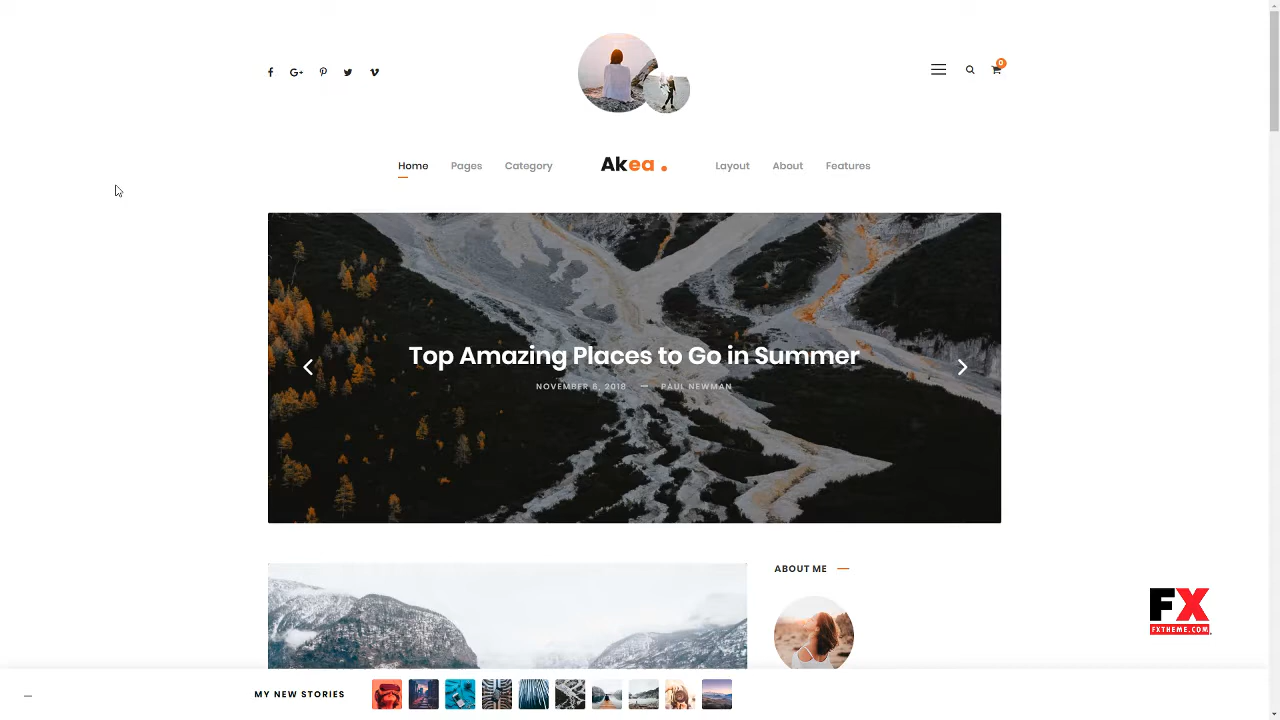 0
Home Pages Category Akea . Layout About Features
Top Amazing Places to Go in Summer
NOVEMBER 6, 2018 — PAUL NEWMAN
ABOUT ME
FX
FXTHEME.COM
MY NEW STORIES